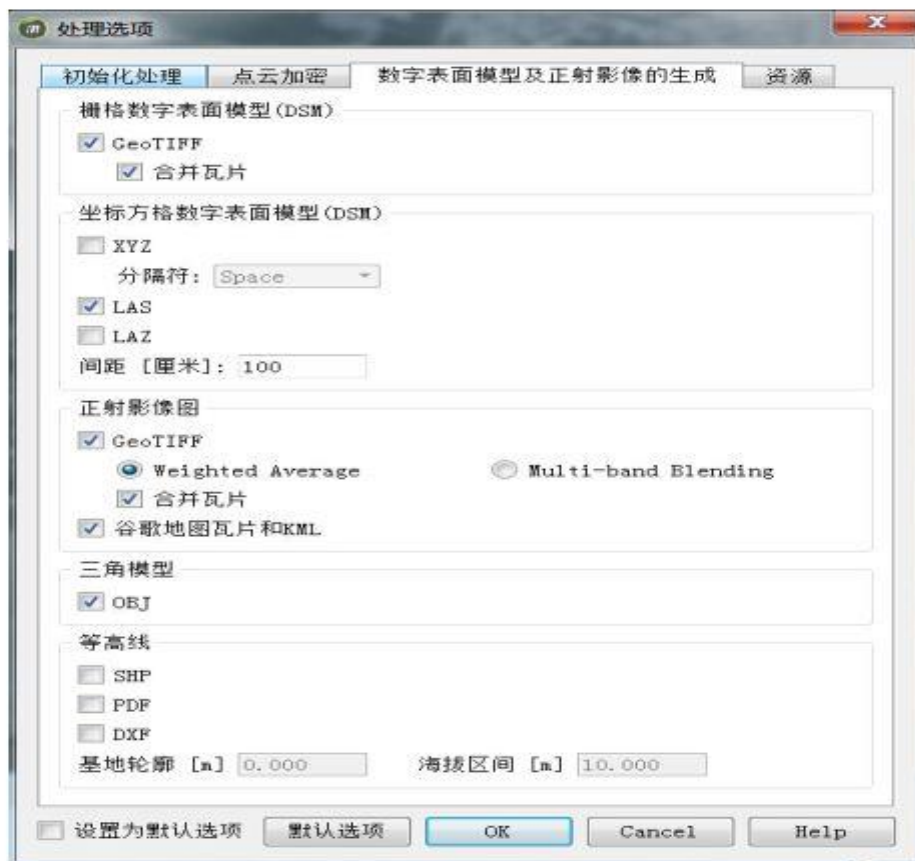 处理选项
初始化处理 点云加密 数字表面模型及正射影像的生成 资源
栅格数字表面模型(DSM)
GeoTIFF
合并瓦片
坐标方格数字表面模型(DSM)
XYZ
分隔符: Space
LAS
LAZ
间距 [厘米]: 100
正射影像图
GeoTIFF
Weighted Average Multi-band Blending
合并瓦片
谷歌地图瓦片和KML
三角模型
OBJ
等高线
SHP
PDF
DXF
基地轮廓 [m] 0.000 海拔区间 [m] 10.000
设置为默认选项 默认选项 OK Cancel Help